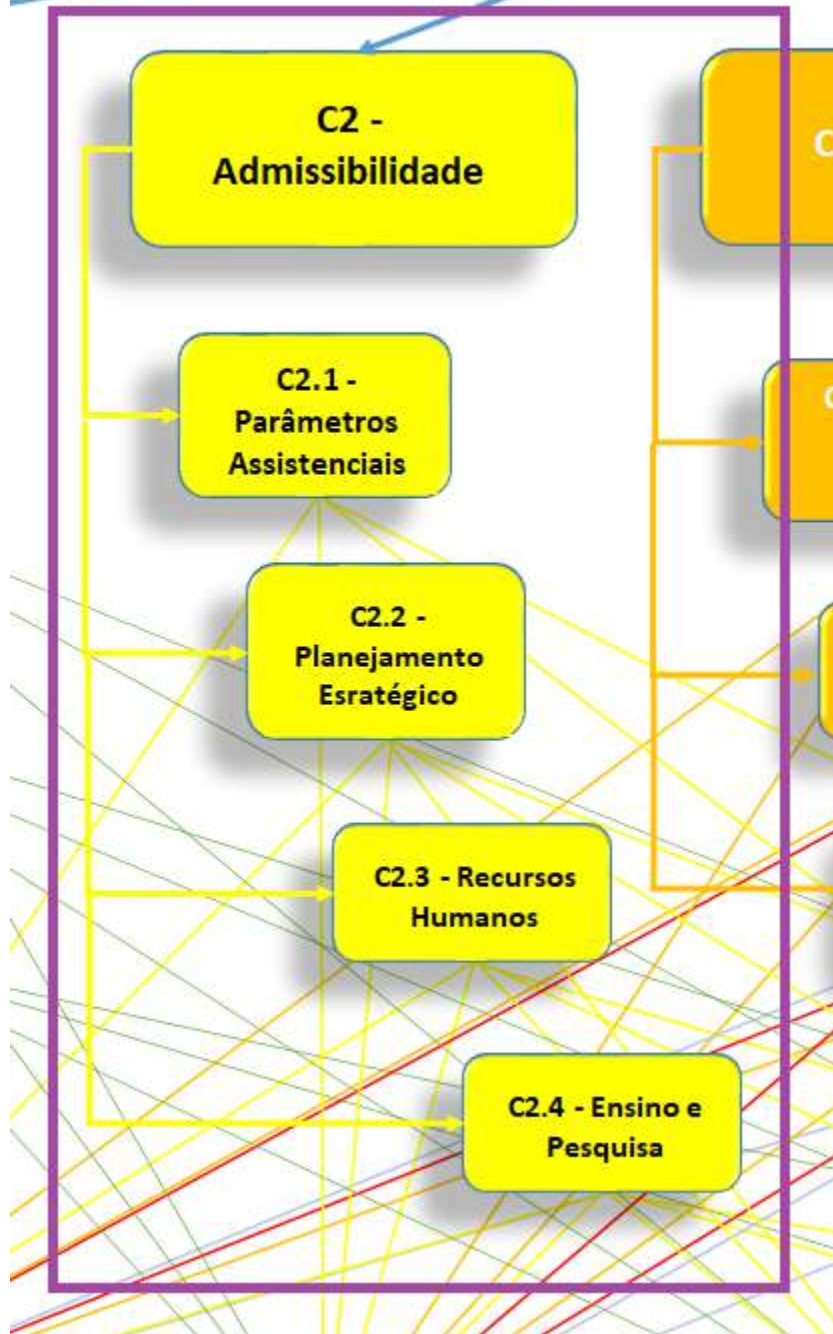 C2 -
Admissibilidade
C2.1 -
Parâmetros
Assistenciais
C2.2 -
Planejamento
Esratégico
C2.3 - Recursos
Humanos
C2.4 - Ensino e
Pesquisa
C
C